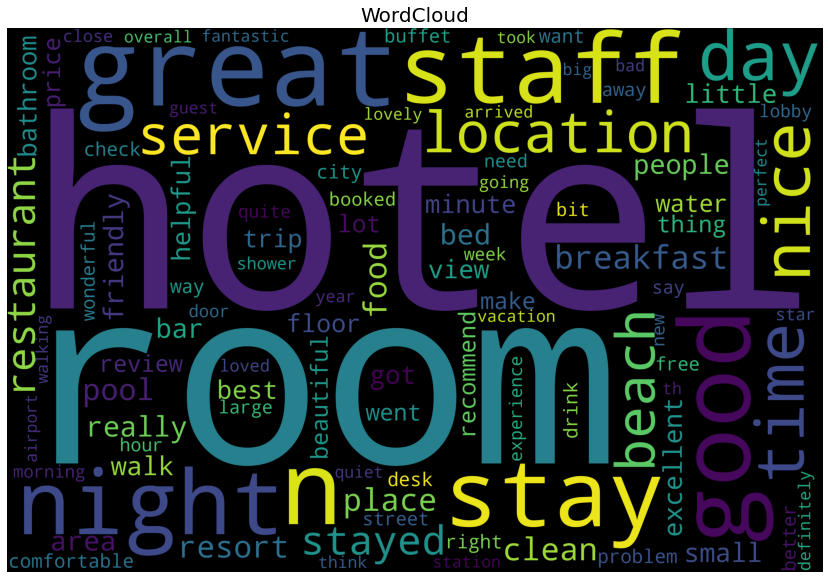 WordCloud
close overall fantastic buffet took want
price great staff big bad day
bathroom guest away little
service lovely arrived location lobby
check hotel need people nice perfect
helpful city going
restaurant friendly booked minute water
quite lot bit thing
wonderful trip food bed breakfast
shower week view
way year make say
door floor vacation star
walking bar room recommend beach new good time
review loved beautiful free
pool best got th
large went experience drink
really excellent
airport hour
morning walk night n quiet desk stay
street place better definitely
area resort stayed right clean small
comfortable think station problem